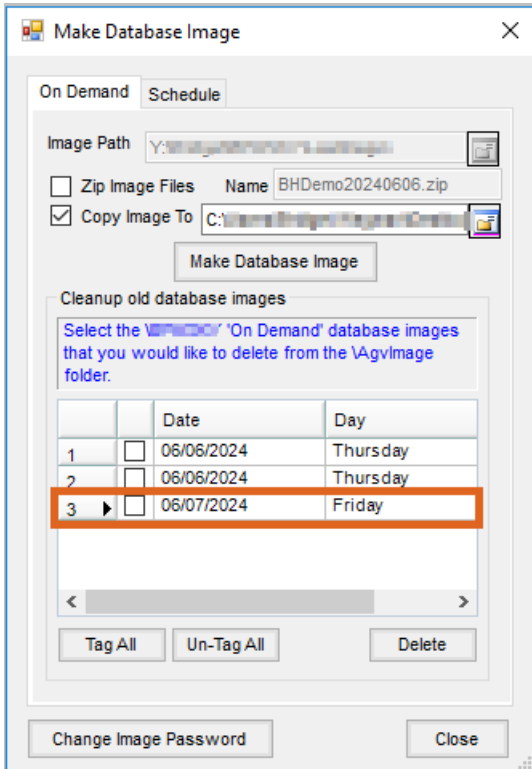 Make Database Image
On Demand Schedule
Image Path Y:
Zip Image Files Name BHDemo20240606.zip
Copy Image To C:
Make Database Image
Cleanup old database images
Select the \ 'On Demand' database images
that you would like to delete from the \AgvImage
folder.
Date Day
1 06/06/2024 Thursday
2 06/06/2024 Thursday
3 06/07/2024 Friday
Tag All Un-Tag All Delete
Change Image Password Close